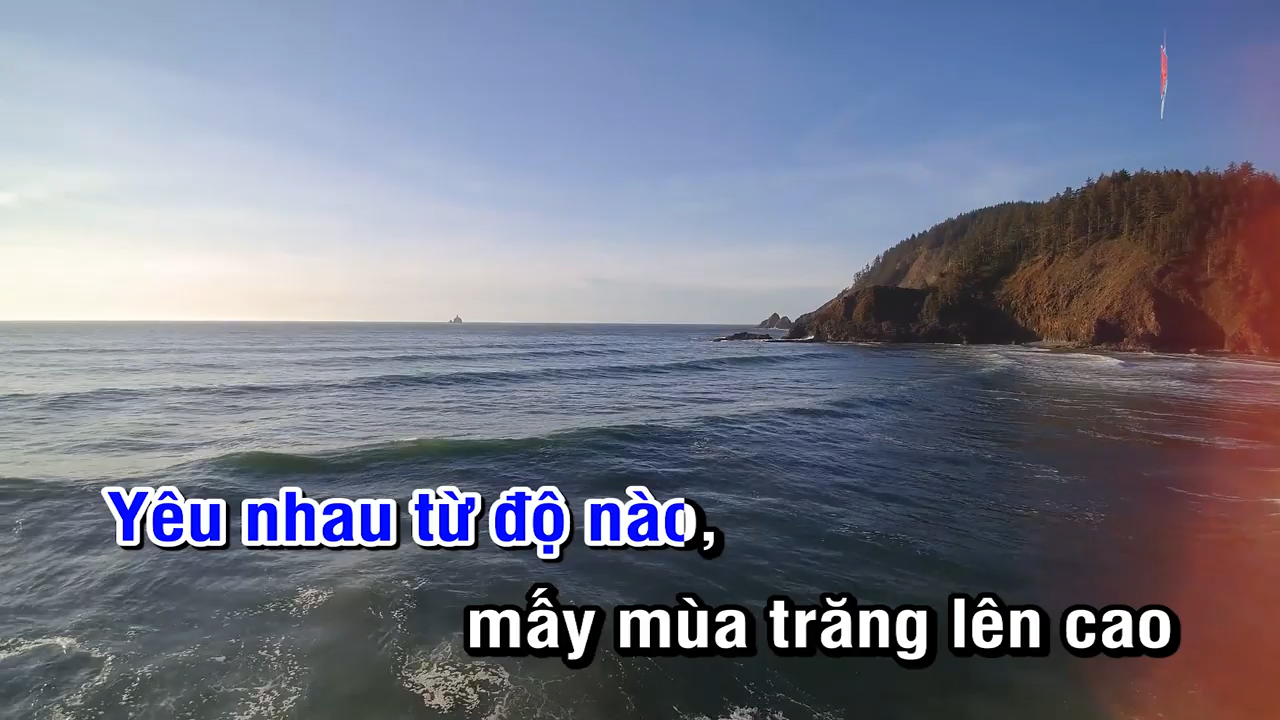 Yêu nhau từ độ nào,
mấy mùa trăng lên cao